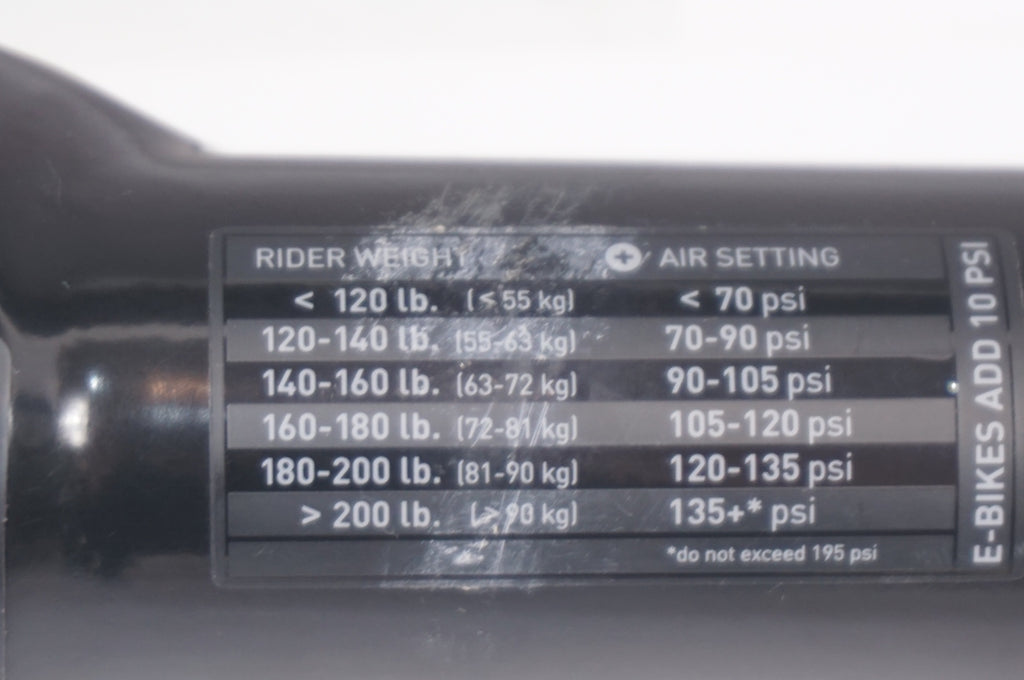 RIDER WEIGHT + AIR SETTING
< 120 lb. (≤ 55 kg) < 70 psi
120-140 lb. (55-63 kg) 70-90 psi
140-160 lb. (63-72 kg) 90-105 psi
160-180 lb. (72-81 kg) 105-120 psi
180-200 lb. (81-90 kg) 120-135 psi
> 200 lb. (> 90 kg) 135+* psi
*do not exceed 195 psi
E-BIKES ADD 10 PSI